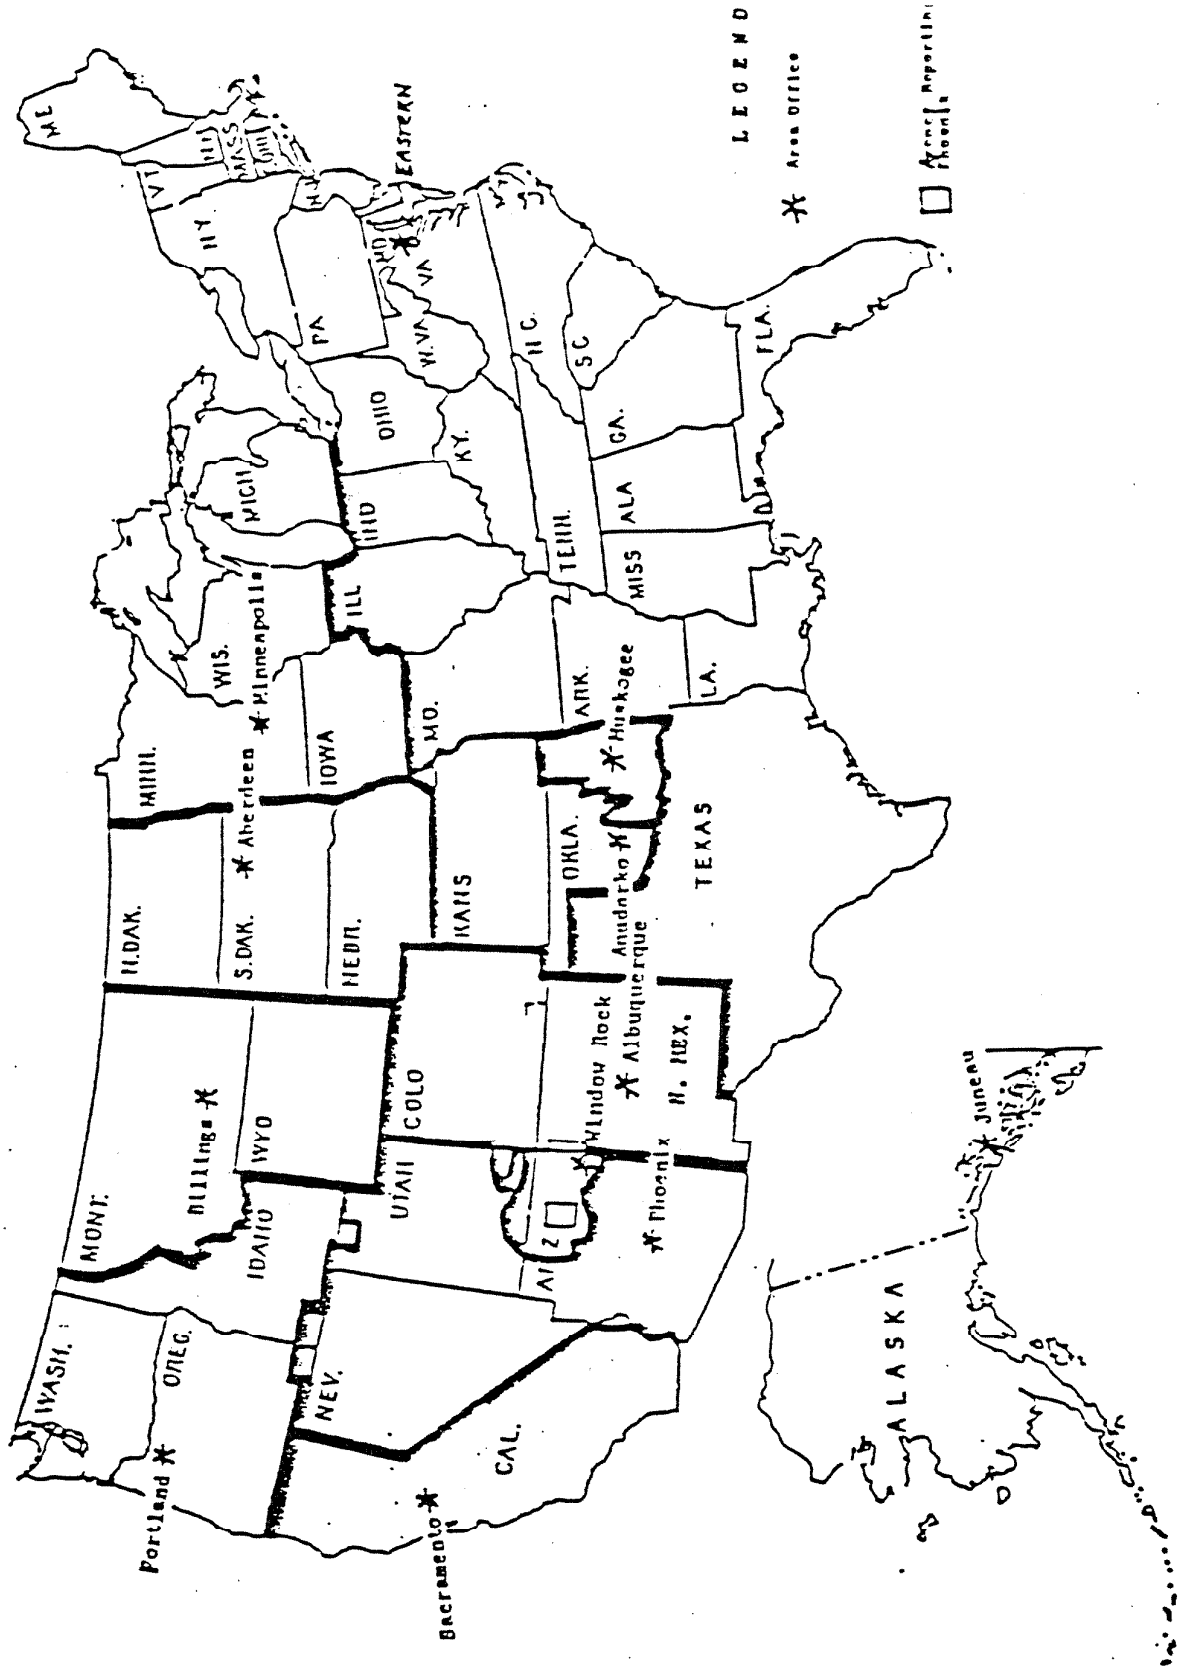 WASH.
MONT.
N.DAK.
MINN.
ME
VT
N.Y.
MASS
OREG.
IDAHO
Billings
WYO
S.DAK.
Aberdeen
Minneapolis
WIS.
MICH
PA
N.J.
Portland
NEV.
UTAH
COLO
NEBR.
IOWA
ILL
IND
OHIO
W.VA
VA
MD
EASTERN
Sacramento
CAL.
KANS
MO.
KY.
Window Rock
Albuquerque
Anadarko
OKLA.
Muskogee
ARK.
TENN.
N C.
S C
Phoenix
N. MEX.
TEXAS
LA.
MISS
ALA
GA.
FLA.
ALASKA
Juneau
LEGEND
Area Office
Reporting
Phoenix